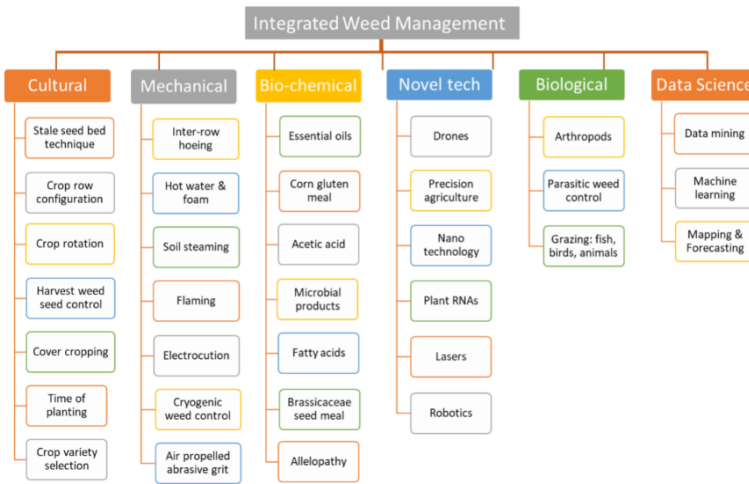 Integrated Weed Management
Cultural
Mechanical
Bio-chemical
Novel tech
Biological
Data Science
Stale seed bed
technique
Crop row
configuration
Crop rotation
Harvest weed
seed control
Cover cropping
Time of
planting
Crop variety
selection
Inter-row
hoeing
Hot water &
foam
Soil steaming
Flaming
Electrocution
Cryogenic
weed control
Air propelled
abrasive grit
Essential oils
Corn gluten
meal
Acetic acid
Microbial
products
Fatty acids
Brassicaceae
seed meal
Allelopathy
Drones
Precision
agriculture
Nano
technology
Plant RNAs
Lasers
Robotics
Arthropods
Parasitic weed
control
Grazing: fish,
birds, animals
Data mining
Machine
learning
Mapping &
Forecasting